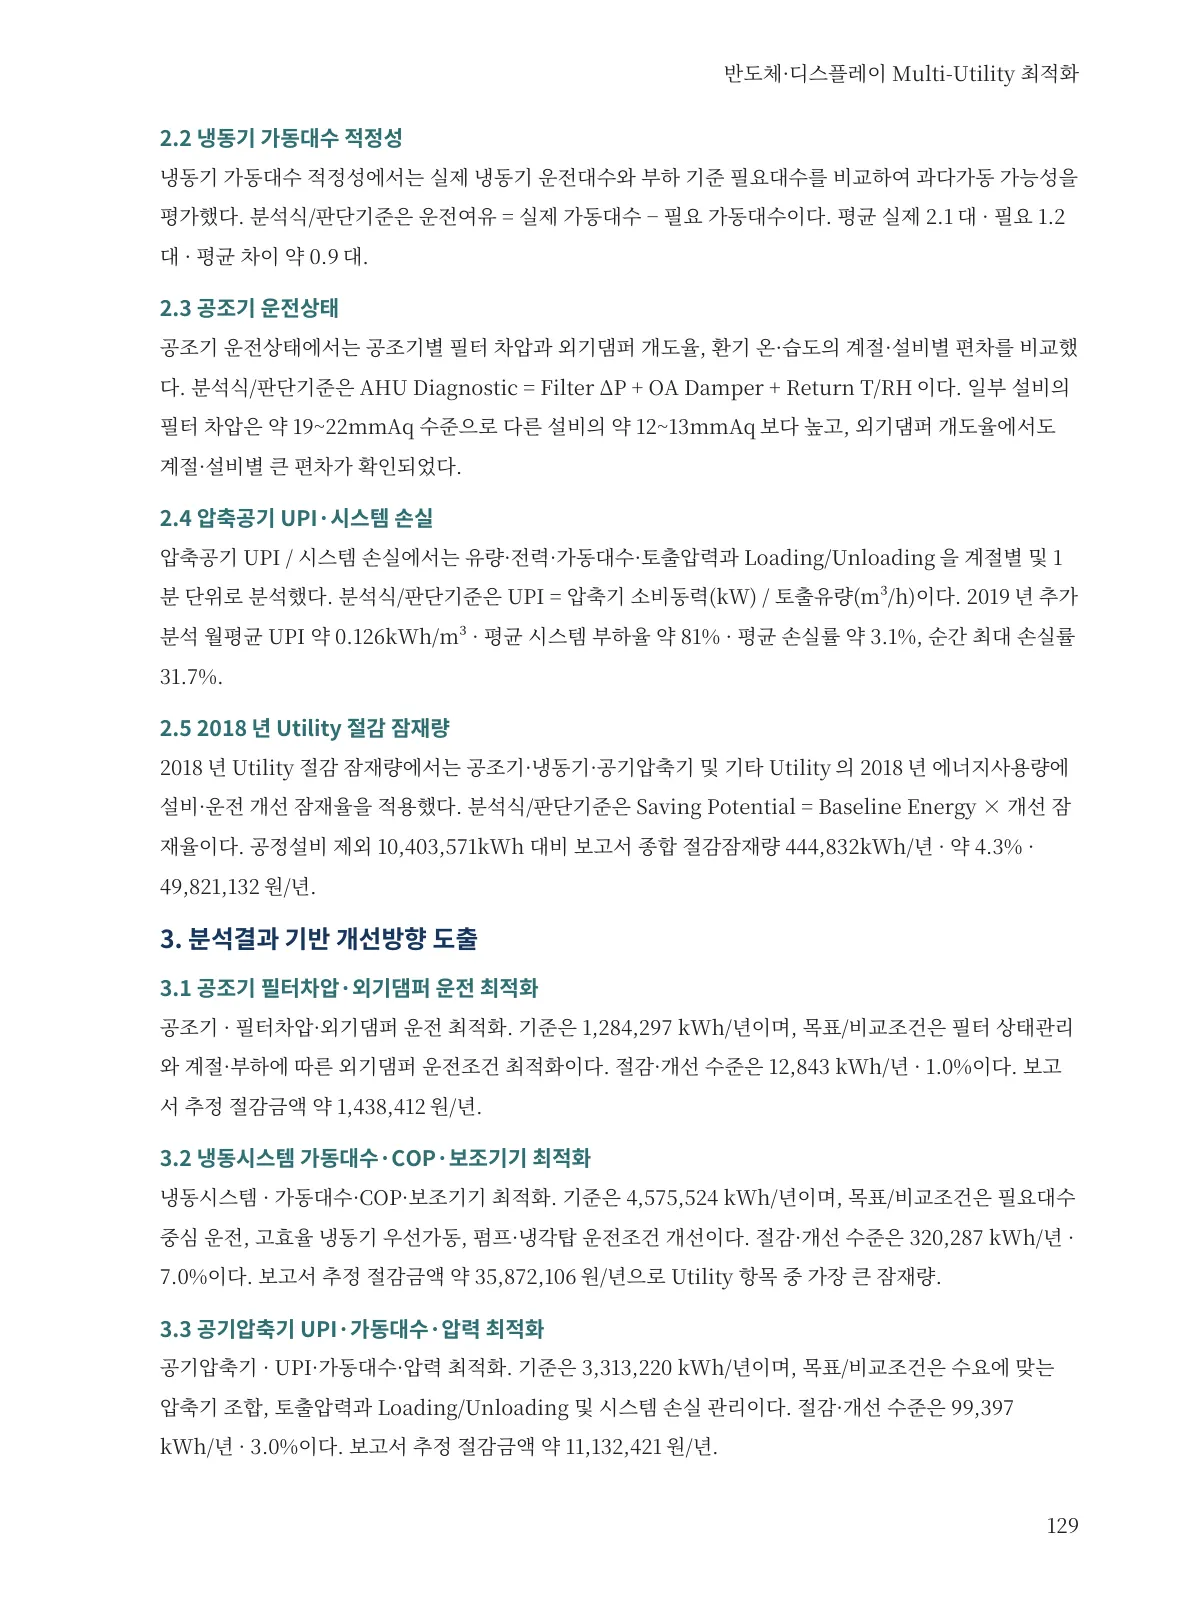 반도체·디스플레이 Multi-Utility 최적화
2.2 냉동기 가동대수 적정성
냉동기 가동대수 적정성에서는 실제 냉동기 운전대수와 부하 기준 필요대수를 비교하여 과다가동 가능성을
평가했다. 분석식/판단기준은 운전여유 = 실제 가동대수 – 필요 가동대수이다. 평균 실제 2.1 대 · 필요 1.2
대 · 평균 차이 약 0.9 대.
2.3 공조기 운전상태
공조기 운전상태에서는 공조기별 필터 차압과 외기댐퍼 개도율, 환기 온·습도의 계절·설비별 편차를 비교했
다. 분석식/판단기준은 AHU Diagnostic = Filter ΔP + OA Damper + Return T/RH 이다. 일부 설비의
필터 차압은 약 19~22mmAq 수준으로 다른 설비의 약 12~13mmAq 보다 높고, 외기댐퍼 개도율에서도
계절·설비별 큰 편차가 확인되었다.
2.4 압축공기 UPI·시스템 손실
압축공기 UPI / 시스템 손실에서는 유량·전력·가동대수·토출압력과 Loading/Unloading 을 계절별 및 1
분 단위로 분석했다. 분석식/판단기준은 UPI = 압축기 소비동력(kW) / 토출유량(m³/h)이다. 2019 년 추가
분석 월평균 UPI 약 0.126kWh/m³ · 평균 시스템 부하율 약 81% · 평균 손실률 약 3.1%, 순간 최대 손실률
31.7%.
2.5 2018 년 Utility 절감 잠재량
2018 년 Utility 절감 잠재량에서는 공조기·냉동기·공기압축기 및 기타 Utility 의 2018 년 에너지사용량에
설비·운전 개선 잠재율을 적용했다. 분석식/판단기준은 Saving Potential = Baseline Energy × 개선 잠
재율이다. 공정설비 제외 10,403,571kWh 대비 보고서 종합 절감잠재량 444,832kWh/년 · 약 4.3% ·
49,821,132 원/년.
3. 분석결과 기반 개선방향 도출
3.1 공조기 필터차압·외기댐퍼 운전 최적화
공조기 · 필터차압·외기댐퍼 운전 최적화. 기준은 1,284,297 kWh/년이며, 목표/비교조건은 필터 상태관리
와 계절·부하에 따른 외기댐퍼 운전조건 최적화이다. 절감·개선 수준은 12,843 kWh/년 · 1.0%이다. 보고
서 추정 절감금액 약 1,438,412 원/년.
3.2 냉동시스템 가동대수·COP·보조기기 최적화
냉동시스템 · 가동대수·COP·보조기기 최적화. 기준은 4,575,524 kWh/년이며, 목표/비교조건은 필요대수
중심 운전, 고효율 냉동기 우선가동, 펌프·냉각탑 운전조건 개선이다. 절감·개선 수준은 320,287 kWh/년 ·
7.0%이다. 보고서 추정 절감금액 약 35,872,106 원/년으로 Utility 항목 중 가장 큰 잠재량.
3.3 공기압축기 UPI·가동대수·압력 최적화
공기압축기 · UPI·가동대수·압력 최적화. 기준은 3,313,220 kWh/년이며, 목표/비교조건은 수요에 맞는
압축기 조합, 토출압력과 Loading/Unloading 및 시스템 손실 관리이다. 절감·개선 수준은 99,397
kWh/년 · 3.0%이다. 보고서 추정 절감금액 약 11,132,421 원/년.
129